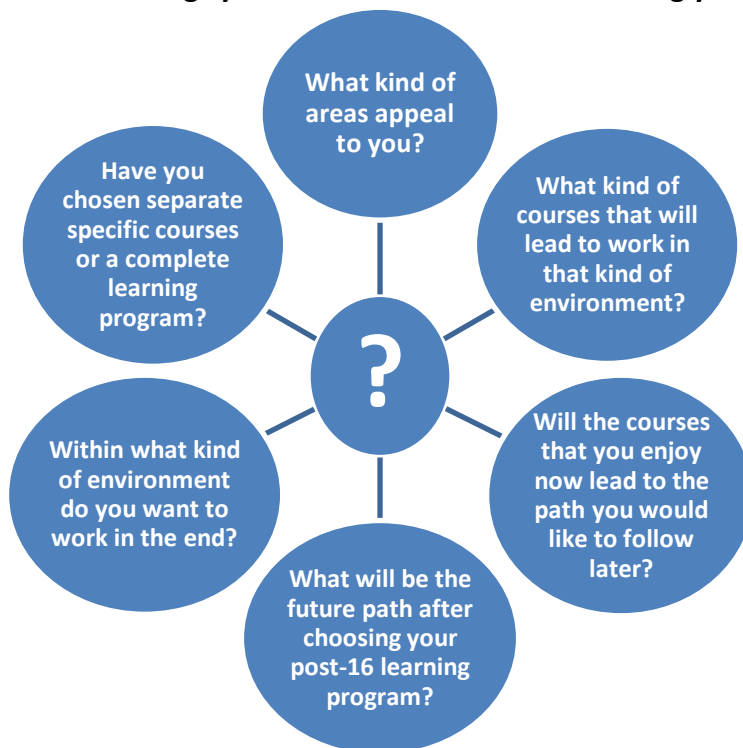 What kind of
areas appeal
to you?
What kind of
courses that will
lead to work in
that kind of
environment?
Will the courses
that you enjoy
now lead to the
path you would
like to follow
later?
What will be the
future path after
choosing your
post-16 learning
program?
Within what kind
of environment
do you want to
work in the end?
Have you
chosen separate
specific courses
or a complete
learning
program?
?